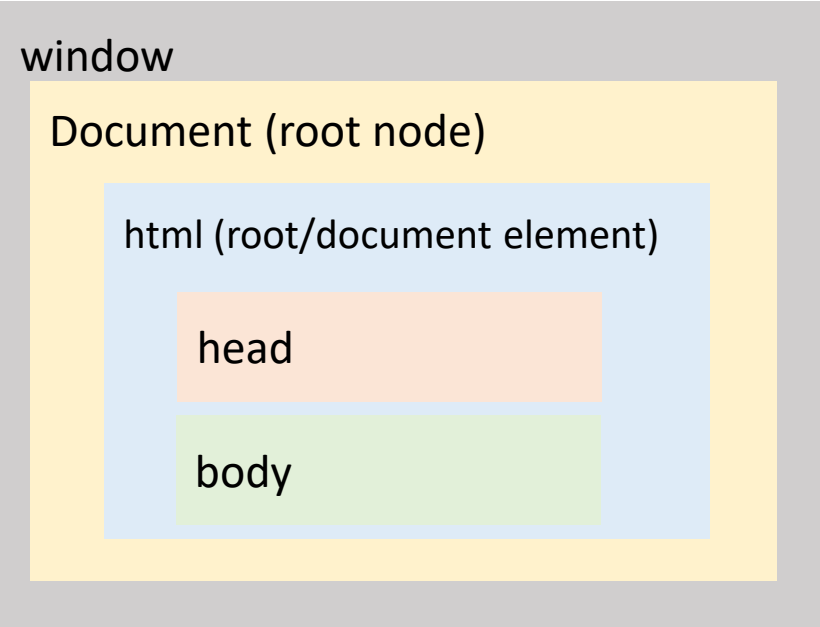 window
Document (root node)
html (root/document element)
head
body